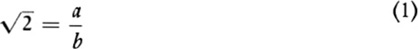 √2 = a/b (1)